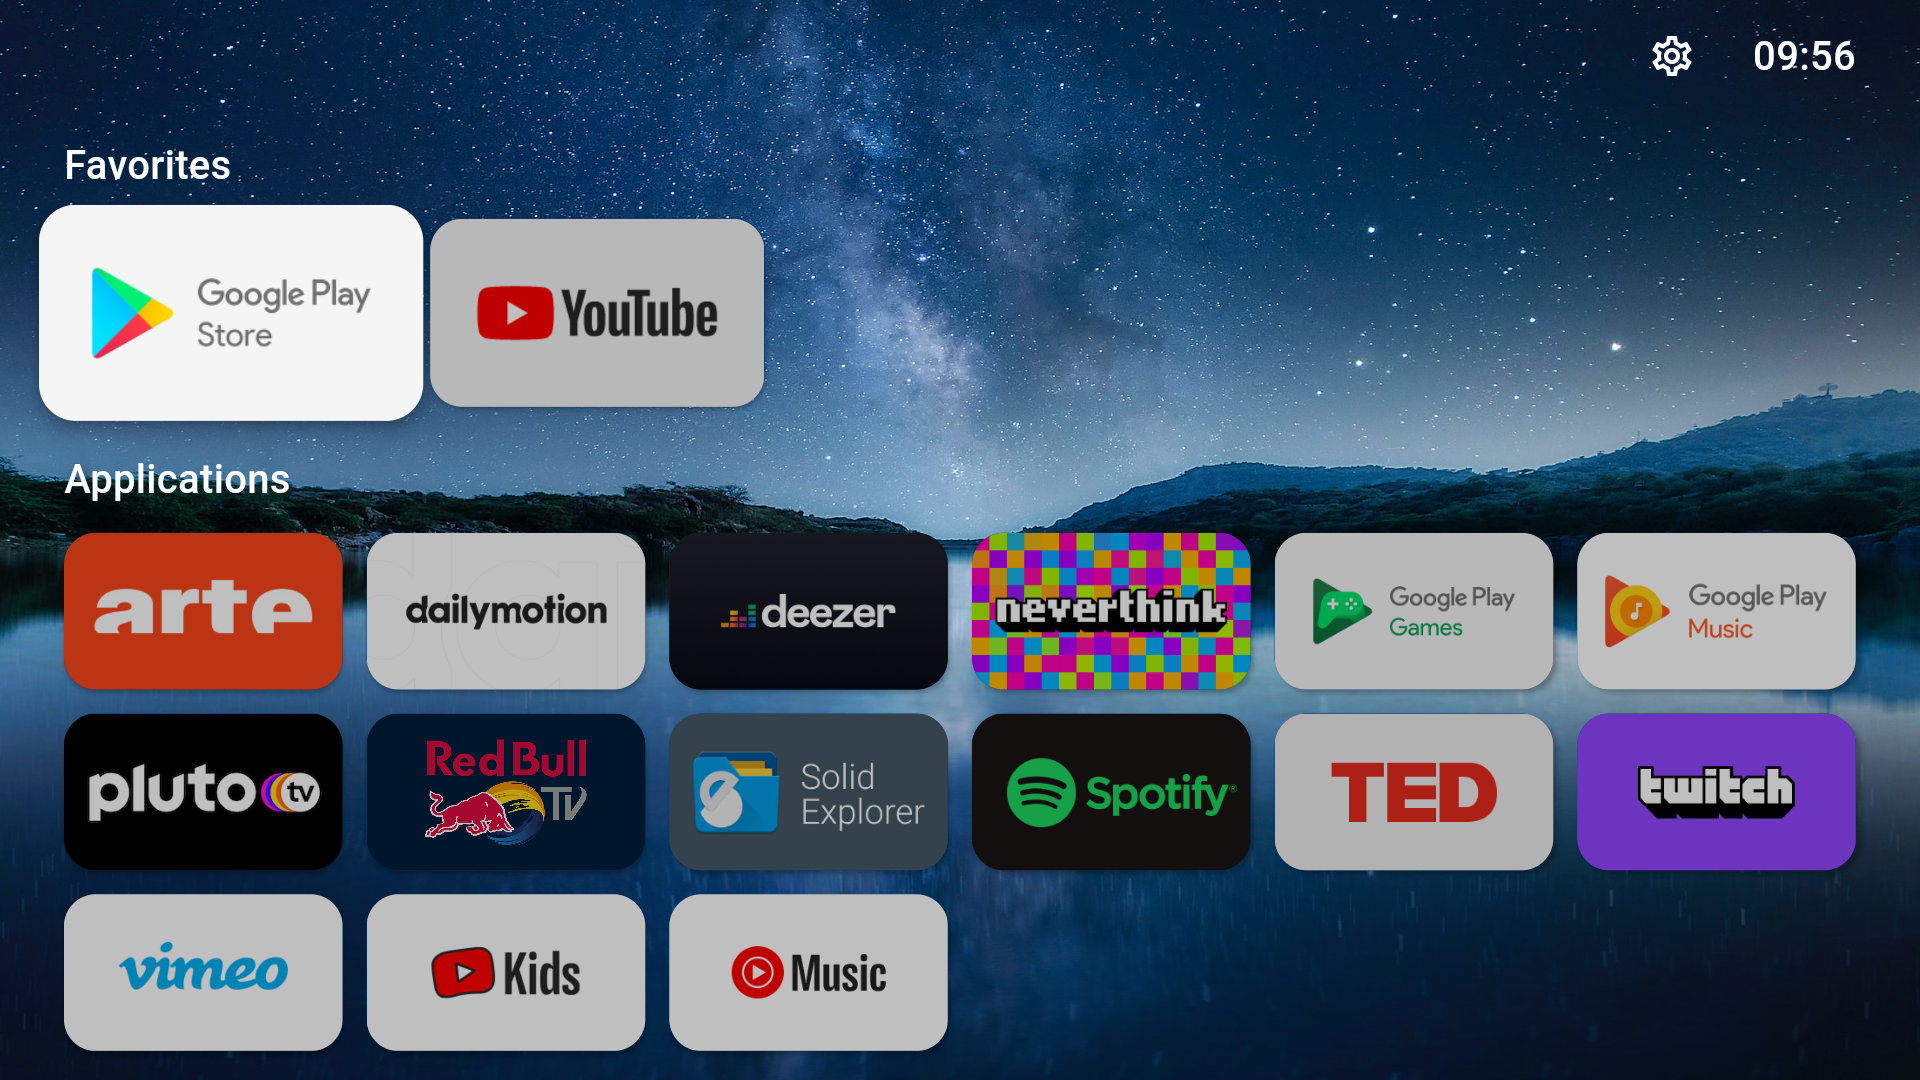 09:56
Favorites
Google Play
Store
YouTube
Applications
arte
dailymotion
deezer
neverthink
Google Play
Games
Google Play
Music
pluto tv
Red Bull
TV
Solid
Explorer
Spotify®
TED
twitch
vimeo
Kids
Music